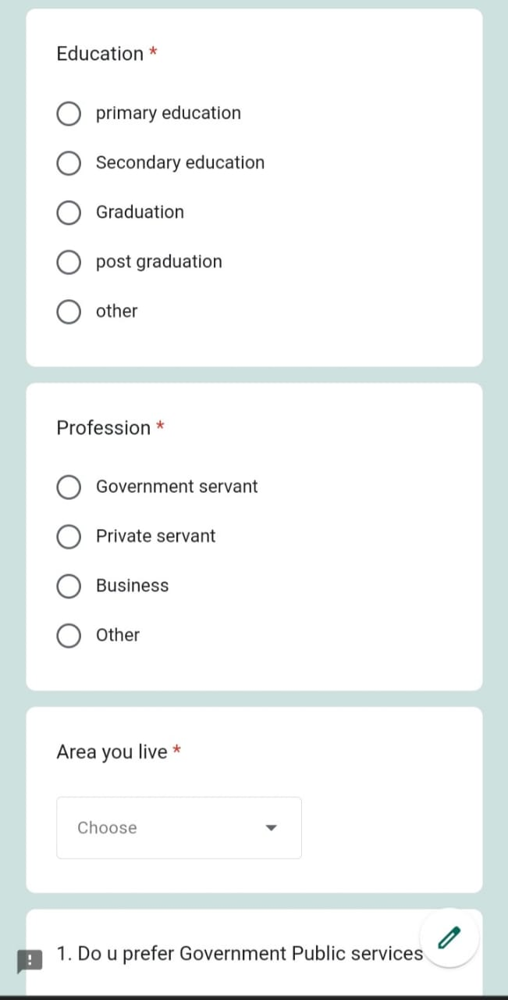 Education *
primary education
Secondary education
Graduation
post graduation
other
Profession *
Government servant
Private servant
Business
Other
Area you live *
Choose
1. Do u prefer Government Public services